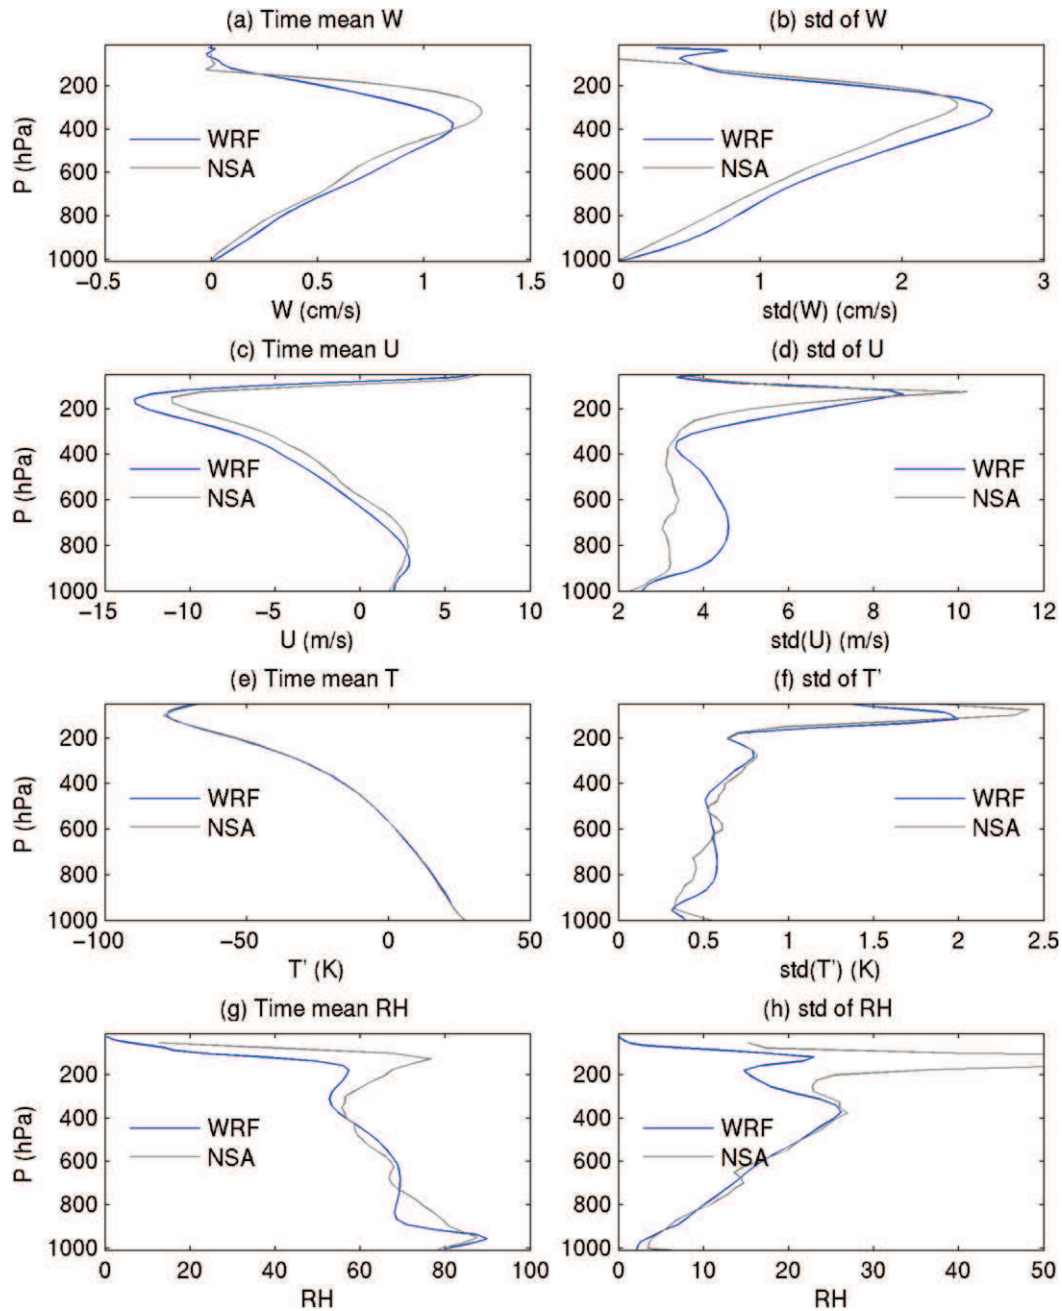 (a) Time mean W
P (hPa)
200
400
600
800
1000
WRF
NSA
−0.5 0 0.5 1 1.5
W (cm/s)
(b) std of W
200
400
600
800
1000
WRF
NSA
0 1 2 3
std(W) (cm/s)
(c) Time mean U
P (hPa)
200
400
600
800
1000
WRF
NSA
−15 −10 −5 0 5 10
U (m/s)
(d) std of U
200
400
600
800
1000
WRF
NSA
2 4 6 8 10 12
std(U) (m/s)
(e) Time mean T
P (hPa)
200
400
600
800
1000
WRF
NSA
−100 −50 0 50
T' (K)
(f) std of T'
200
400
600
800
1000
WRF
NSA
0 0.5 1 1.5 2 2.5
std(T') (K)
(g) Time mean RH
P (hPa)
200
400
600
800
1000
WRF
NSA
0 20 40 60 80 100
RH
(h) std of RH
200
400
600
800
1000
WRF
NSA
0 10 20 30 40 50
RH